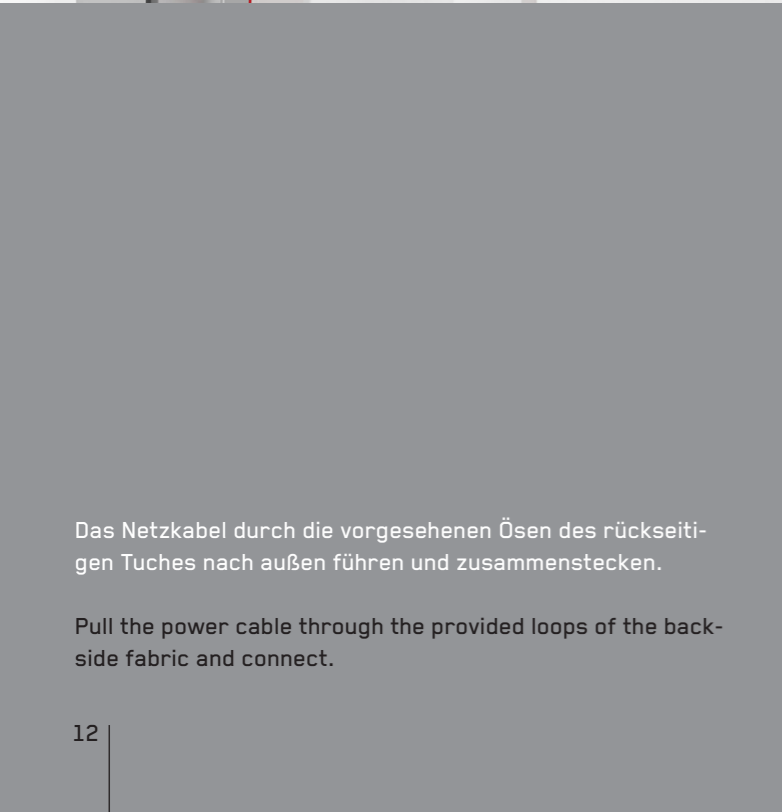 Das Netzkabel durch die vorgesehenen Ösen des rückseiti-
gen Tuches nach außen führen und zusammenstecken.
Pull the power cable through the provided loops of the back-
side fabric and connect.
12